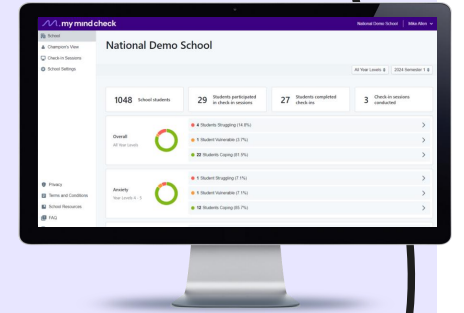 my mind check
National Demo School
Mike Allen
School
Champion's View
Check-in Sessions
School Settings
National Demo School
All Year Levels
2024 Semester 1
1048 School students
29 Students participated in check-in sessions
27 Students completed check-ins
3 Check-in sessions conducted
Overall
All Year Levels
4 Students Struggling (14.8%)
1 Student Vulnerable (3.7%)
22 Students Coping (81.5%)
Anxiety
1 Student Struggling (7.1%)
1 Student Vulnerable (7.1%)
12 Students Coping (85.7%)
Privacy
Terms and Conditions
School Resources
FAQ